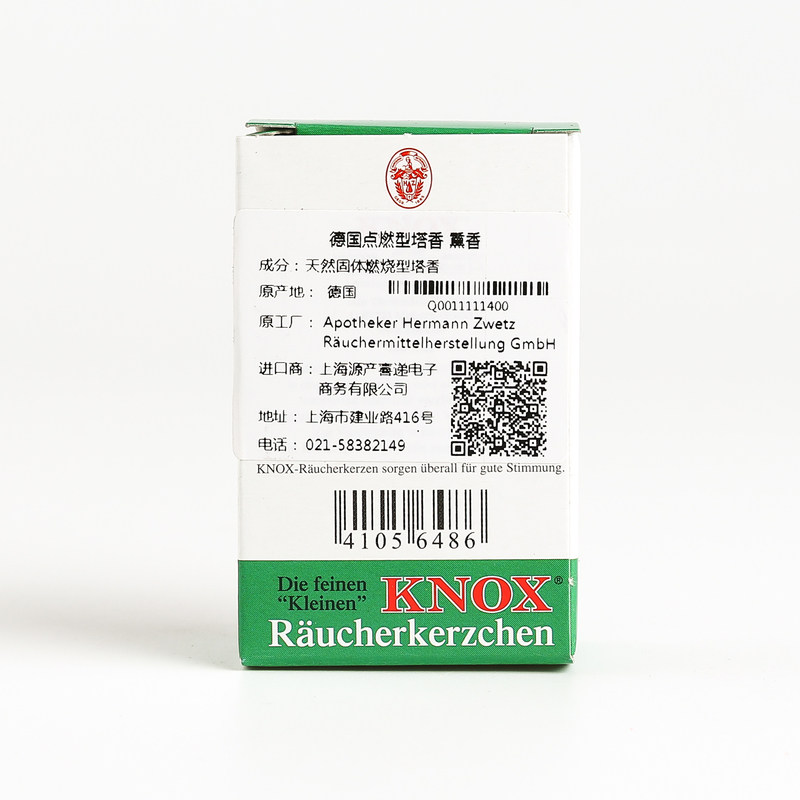 德国点燃型塔香 薰香
成分：天然固体燃烧型塔香
原产地： 德国
Q0011111400
原工厂： Apotheker Hermann Zwetz
Räuchermittelherstellung GmbH
进口商：上海源产喜递电子
商务有限公司
地址：上海市建业路416号
电话： 021-58382149
KNOX-Räucherkerzen sorgen überall für gute Stimmung.
4105 6486
Die feinen
“Kleinen”
KNOX®
Räucherkerzchen